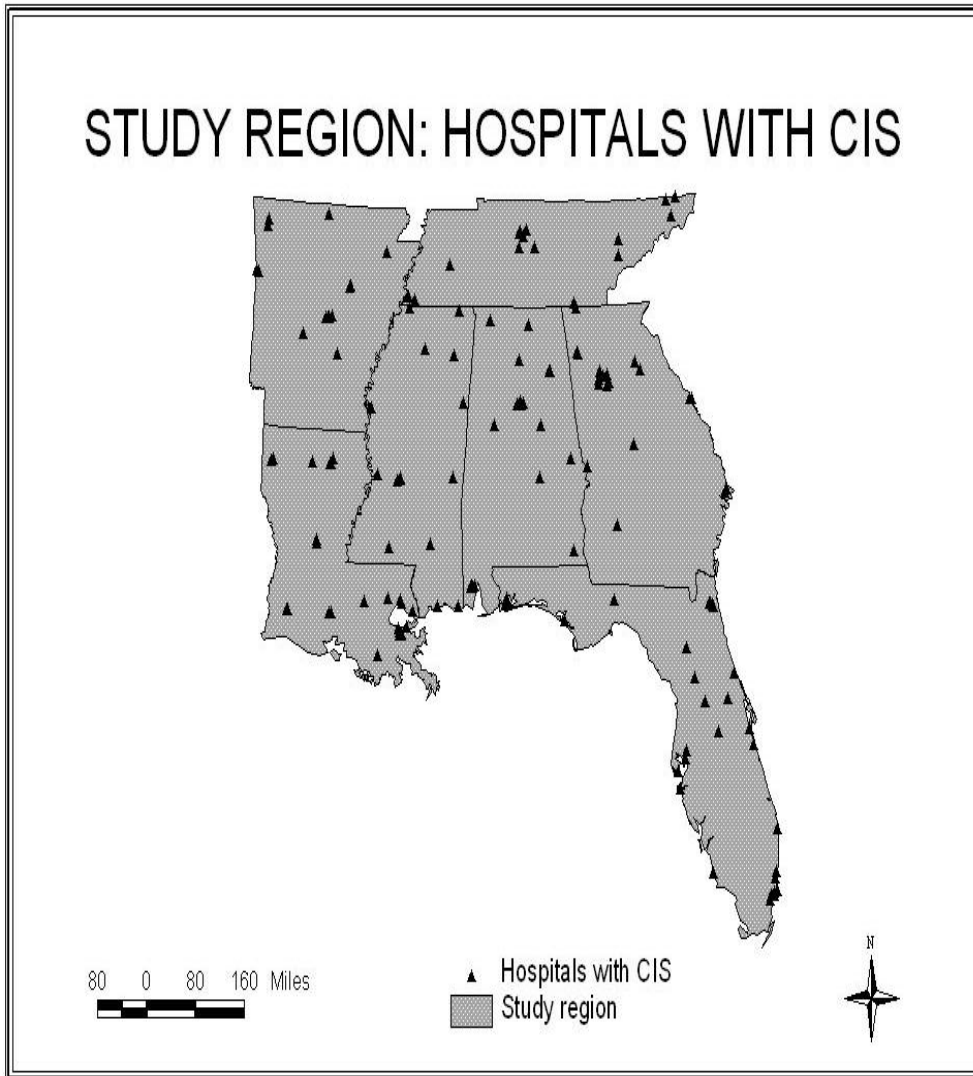 STUDY REGION: HOSPITALS WITH CIS
N
80 0 80 160 Miles
Hospitals with CIS
Study region